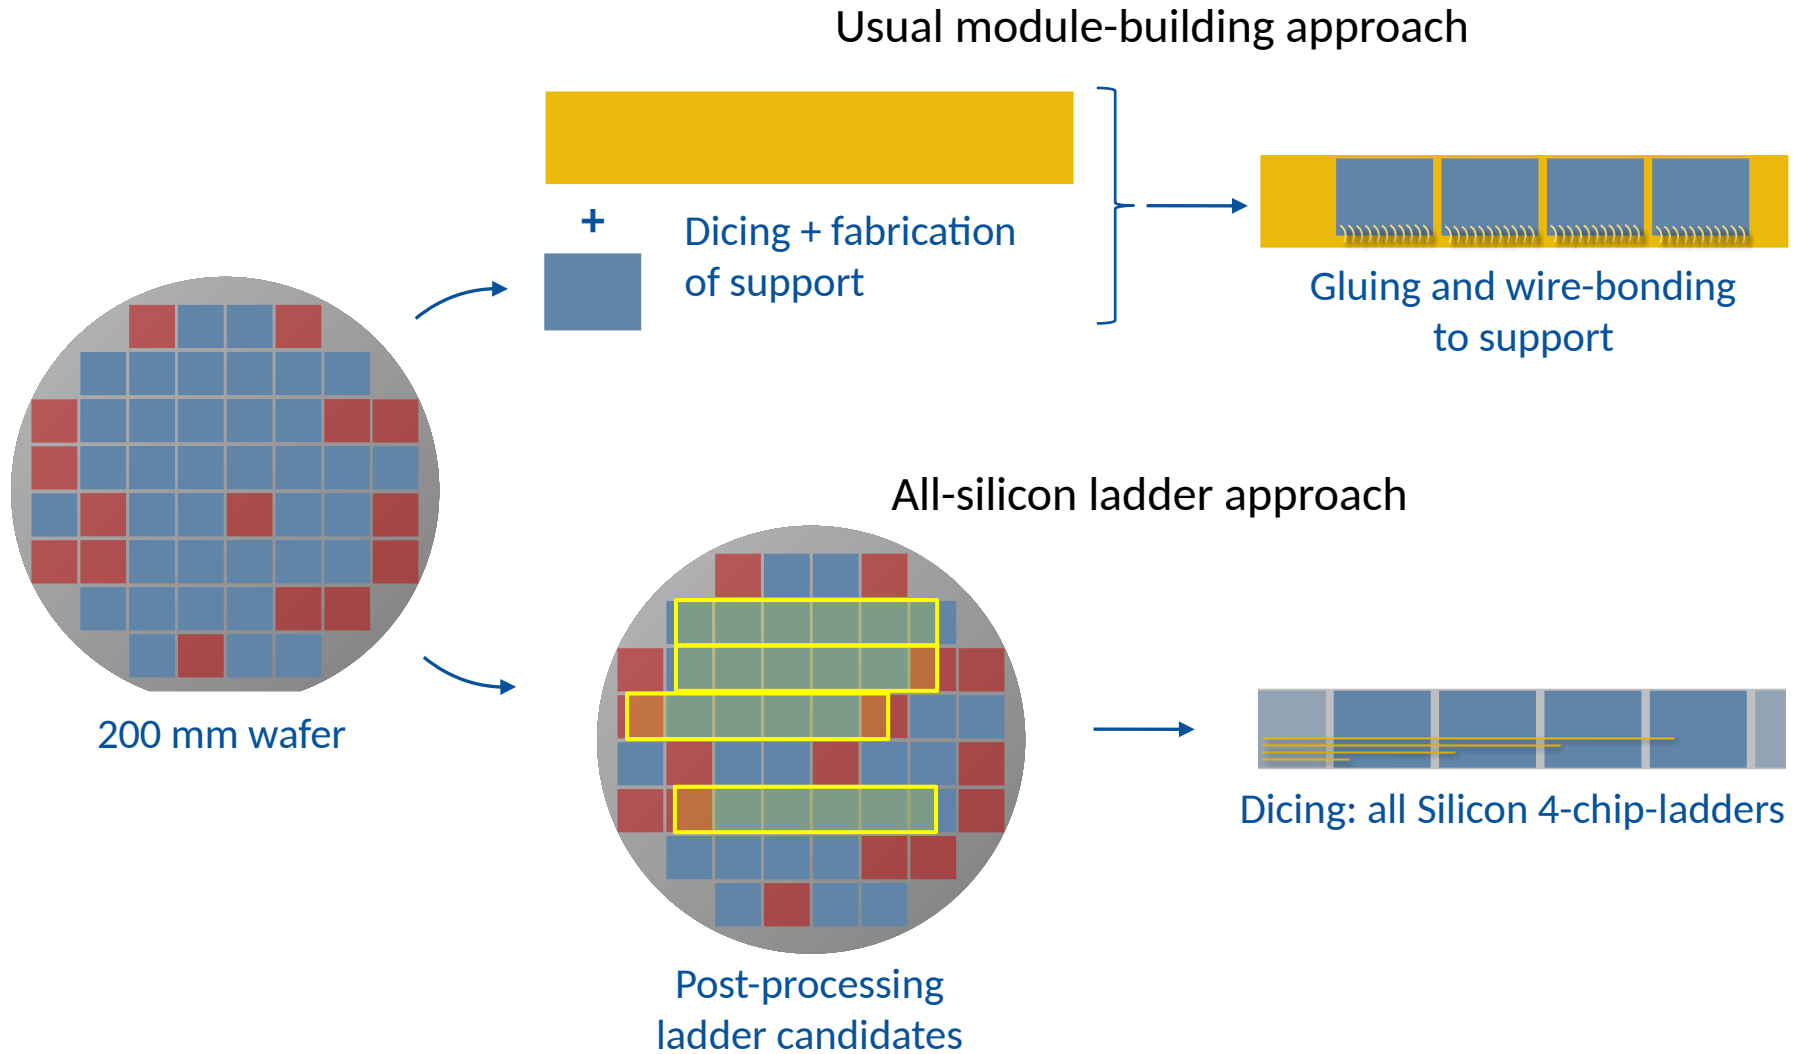 Usual module-building approach
+
Dicing + fabrication
of support
Gluing and wire-bonding
to support
200 mm wafer
All-silicon ladder approach
Post-processing
ladder candidates
Dicing: all Silicon 4-chip-ladders